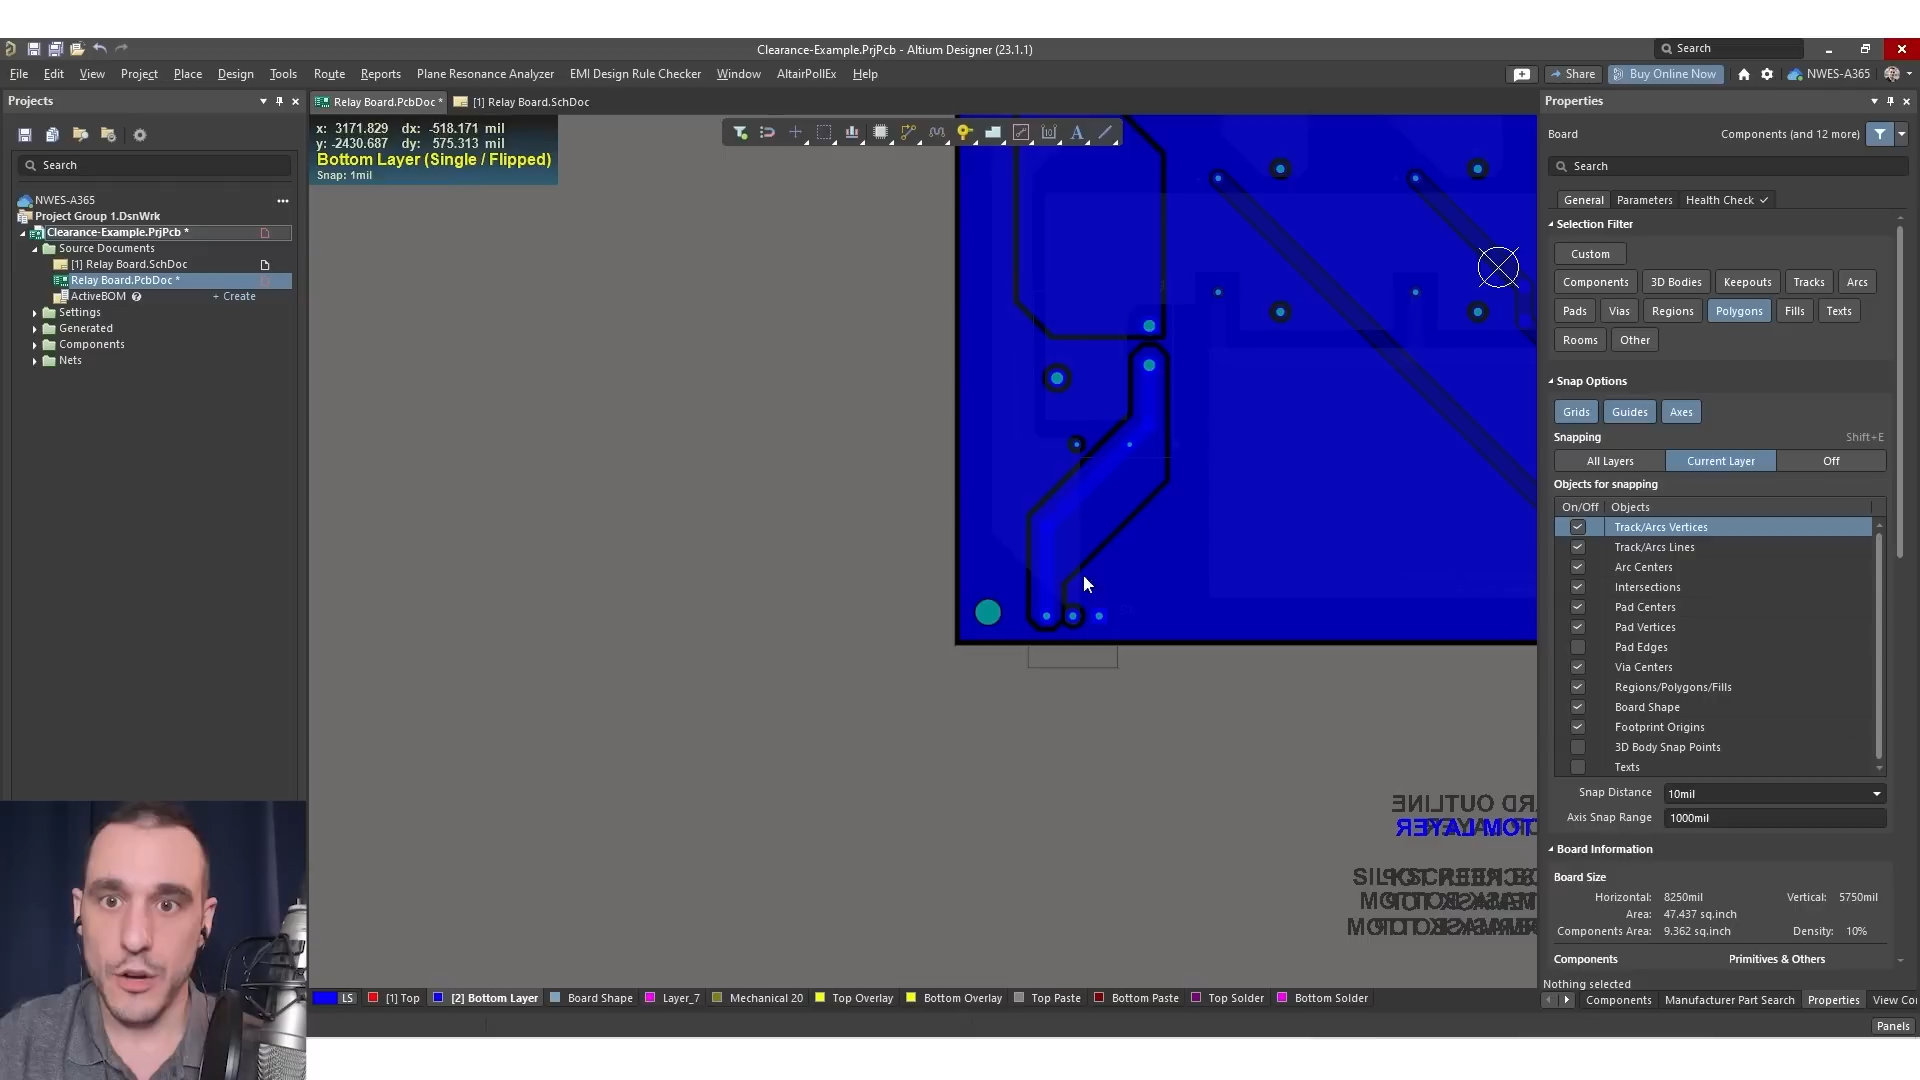 Clearance-Example.PrjPcb - Altium Designer (23.1.1)
Search
File Edit View Project Place Design Tools Route Reports Plane Resonance Analyzer EMI Design Rule Checker Window AltairPollEx Help
Share Buy Online Now NWES-A365
Projects
Search
NWES-A365
Project Group 1.DsnWrk
Clearance-Example.PrjPcb *
Source Documents
[1] Relay Board.SchDoc
Relay Board.PcbDoc *
ActiveBOM + Create
Settings
Generated
Components
Nets
Relay Board.PcbDoc * [1] Relay Board.SchDoc
x: 3171.829 dx: -518.171 mil
y: -2430.687 dy: 575.313 mil
Bottom Layer (Single / Flipped)
Snap: 1mil
Properties
Board Components (and 12 more)
Search
General Parameters Health Check
Selection Filter
Custom
Components 3D Bodies Keepouts Tracks Arcs
Pads Vias Regions Polygons Fills Texts
Rooms Other
Snap Options
Grids Guides Axes
Snapping Shift+E
All Layers Current Layer Off
Objects for snapping
On/Off Objects
Track/Arcs Vertices
Track/Arcs Lines
Arc Centers
Intersections
Pad Centers
Pad Vertices
Pad Edges
Via Centers
Regions/Polygons/Fills
Board Shape
Footprint Origins
3D Body Snap Points
Texts
Snap Distance 10mil
Axis Snap Range 1000mil
Board Information
Board Size
Horizontal: 8250mil Vertical: 5750mil
Area: 47.437 sq.inch
Components Area: 9.362 sq.inch Density: 10%
Components Primitives & Others
Nothing selected
Components Manufacturer Part Search Properties View Co
LS [1] Top [2] Bottom Layer Board Shape Layer_7 Mechanical 20 Top Overlay Bottom Overlay Top Paste Bottom Paste Top Solder Bottom Solder
Panels